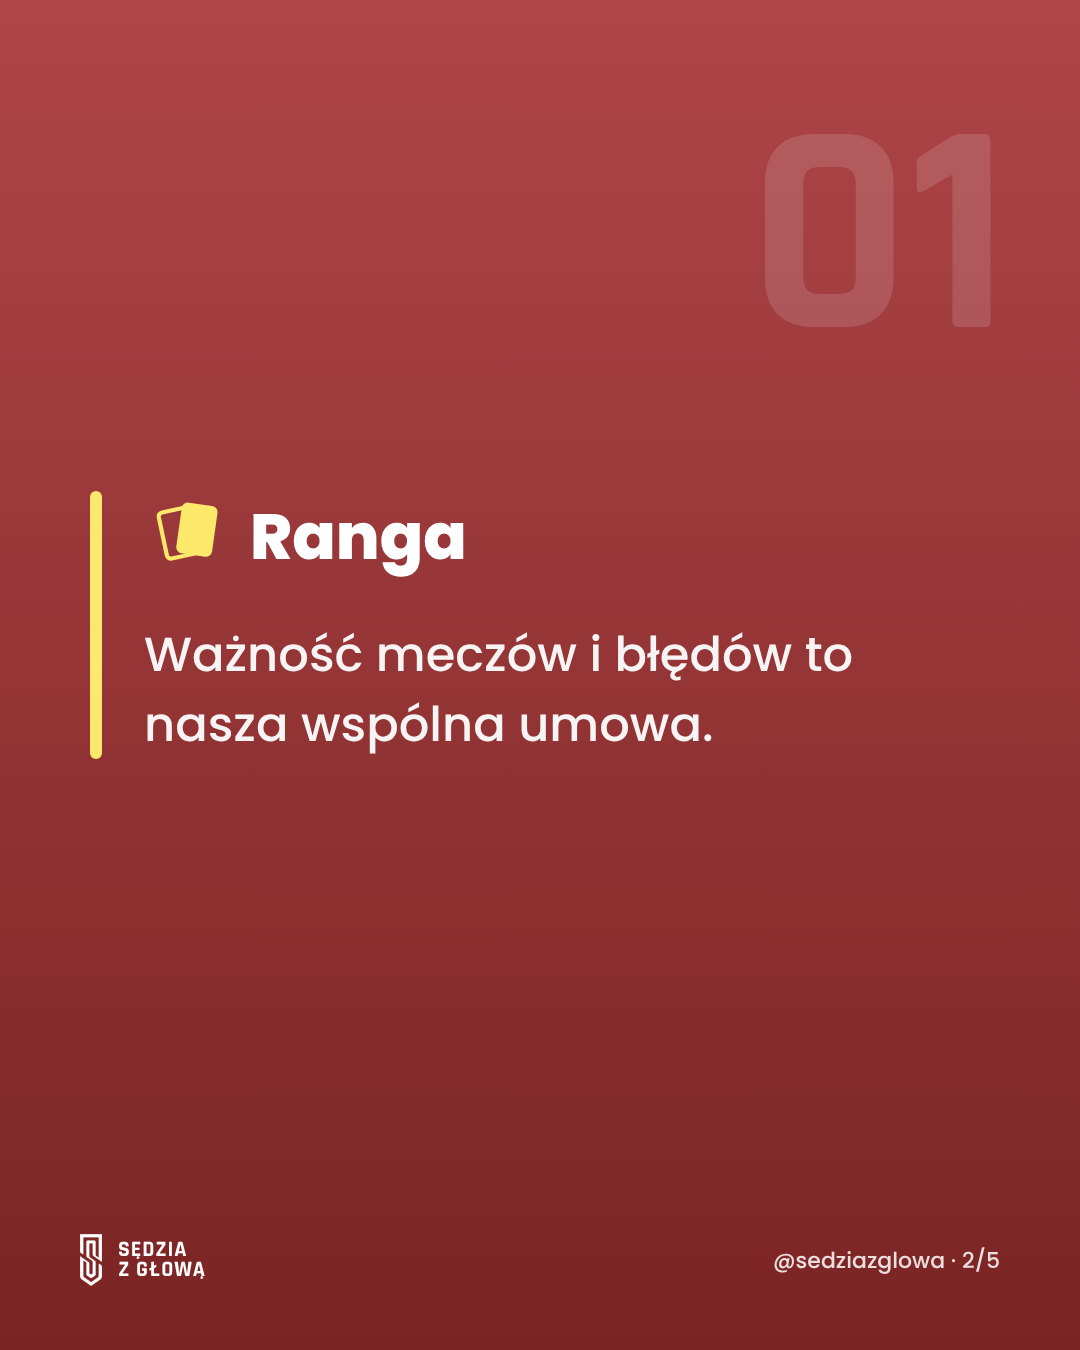 01
Ranga
Ważność meczów i błędów to
nasza wspólna umowa.
SĘDZIA
Z GŁOWĄ
@sedziazglowa · 2/5